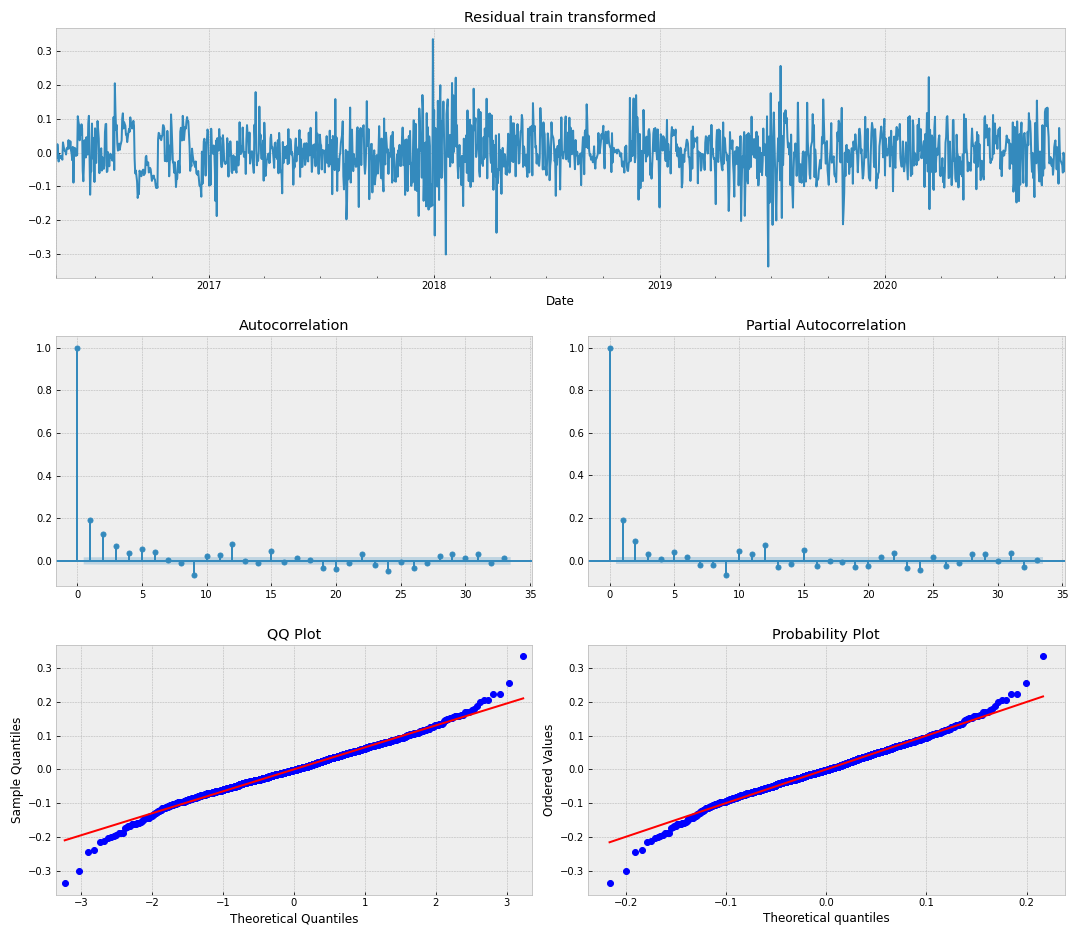 Residual train transformed
0.3
0.2
0.1
0.0
−0.1
−0.2
−0.3
2017 2018 2019 2020
Date
Autocorrelation
1.0
0.8
0.6
0.4
0.2
0.0
0 5 10 15 20 25 30 35
Partial Autocorrelation
1.0
0.8
0.6
0.4
0.2
0.0
0 5 10 15 20 25 30 35
QQ Plot
Sample Quantiles
0.3
0.2
0.1
0.0
−0.1
−0.2
−0.3
−3 −2 −1 0 1 2 3
Theoretical Quantiles
Probability Plot
Ordered Values
0.3
0.2
0.1
0.0
−0.1
−0.2
−0.3
−0.2 −0.1 0.0 0.1 0.2
Theoretical quantiles